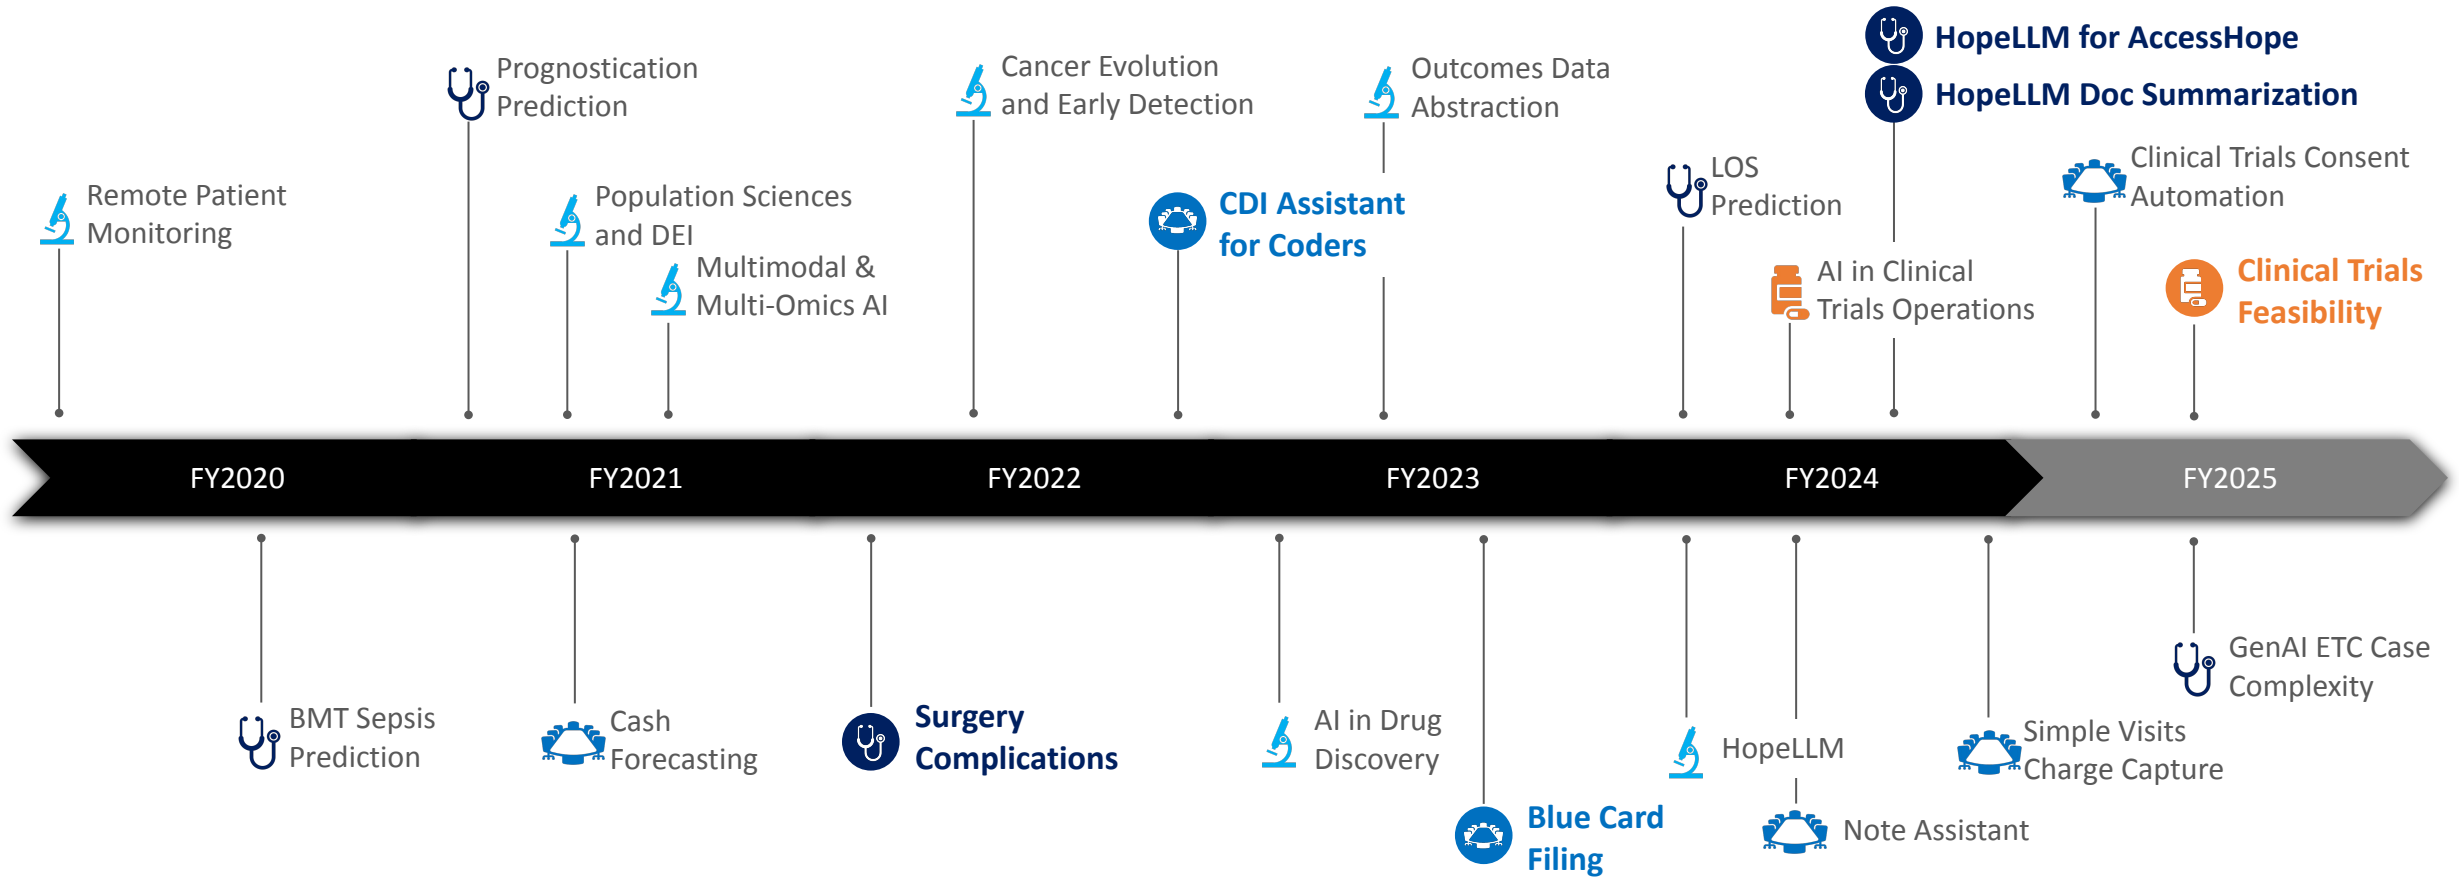 HopeLLM for AccessHope
HopeLLM Doc Summarization
Prognostication
Prediction
Cancer Evolution
and Early Detection
Outcomes Data
Abstraction
Clinical Trials Consent
Automation
LOS
Prediction
Remote Patient
Monitoring
Population Sciences
and DEI
CDI Assistant
for Coders
Multimodal &
Multi-Omics AI
AI in Clinical
Trials Operations
Clinical Trials
Feasibility
FY2020
FY2021
FY2022
FY2023
FY2024
FY2025
GenAI ETC Case
Complexity
BMT Sepsis
Prediction
Cash
Forecasting
Surgery
Complications
AI in Drug
Discovery
HopeLLM
Simple Visits
Charge Capture
Blue Card
Filing
Note Assistant